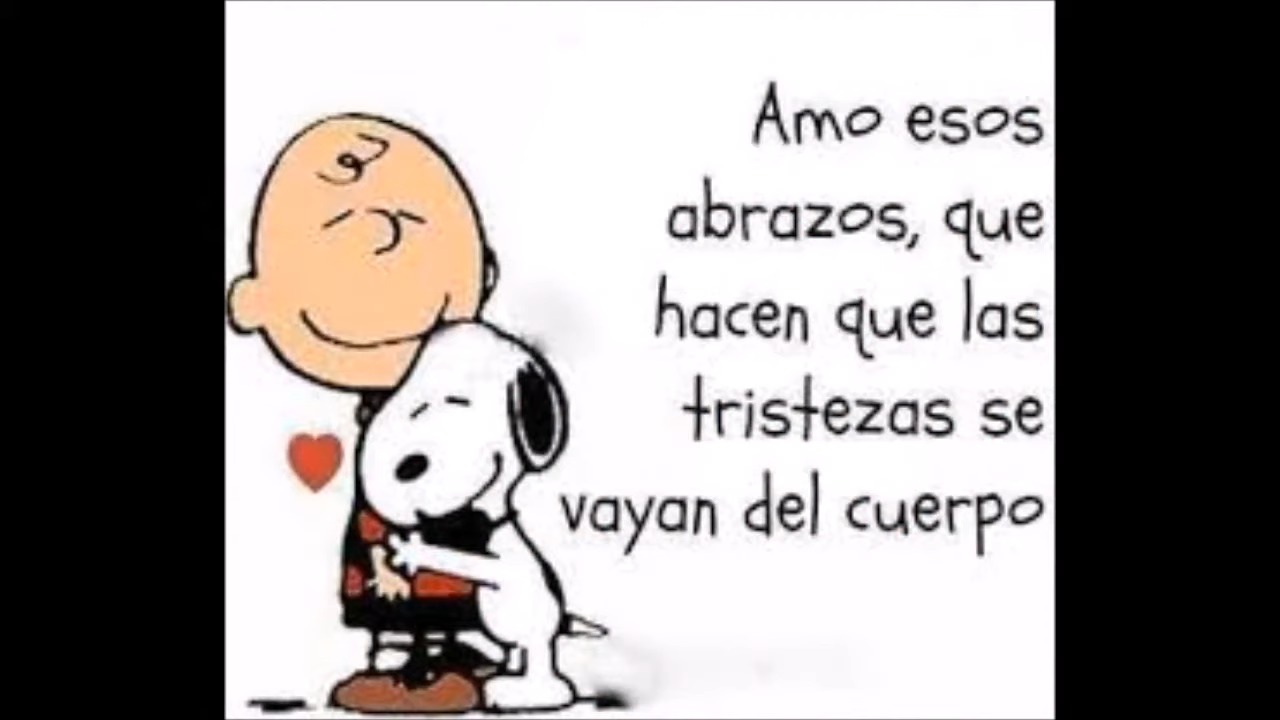 Amo esos
abrazos, que
hacen que las
tristezas se
vayan del cuerpo